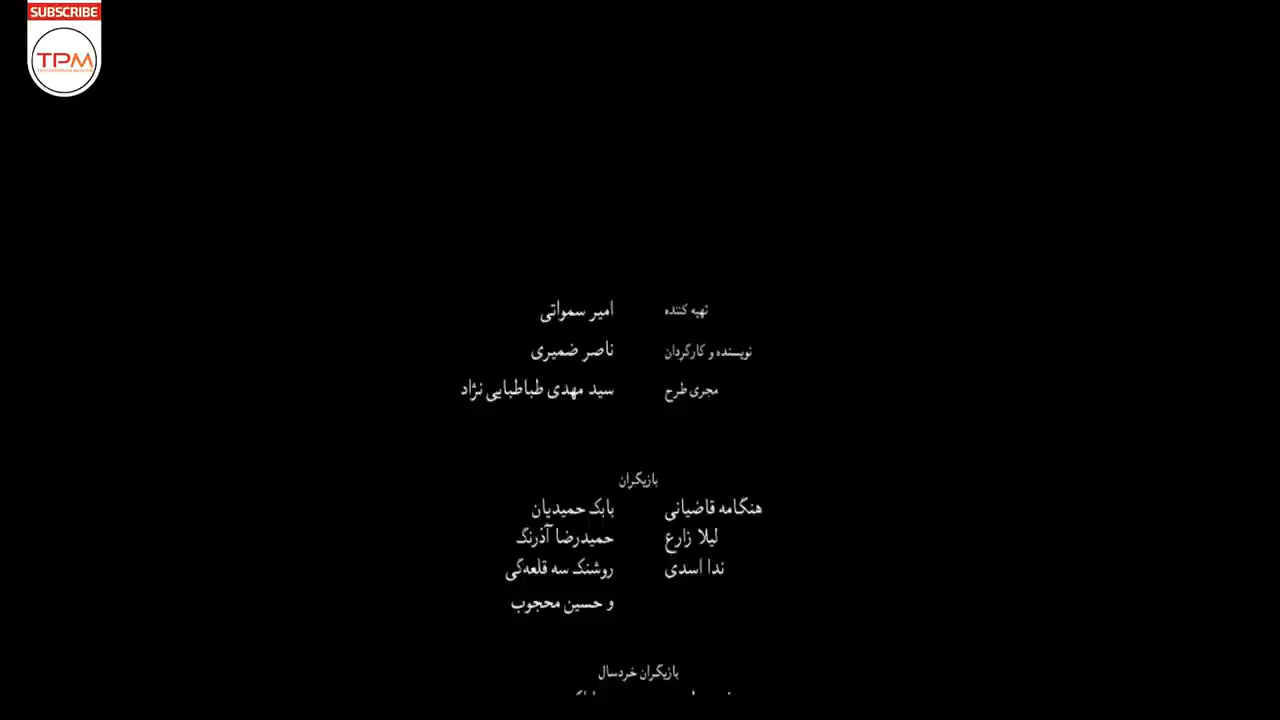 SUBSCRIBE
TPM
تهیه کننده امیر سمواتی
نویسنده و کارگردان ناصر ضمیری
مجری طرح سید مهدی طباطبایی نژاد
بازیگران
هنگامه قاضیانی بابک حمیدیان
لیلا زارع حمیدرضا آذرنگ
ندا اسدی روشنک سه قلعه‌گی
و حسین محجوب
بازیگران خردسال